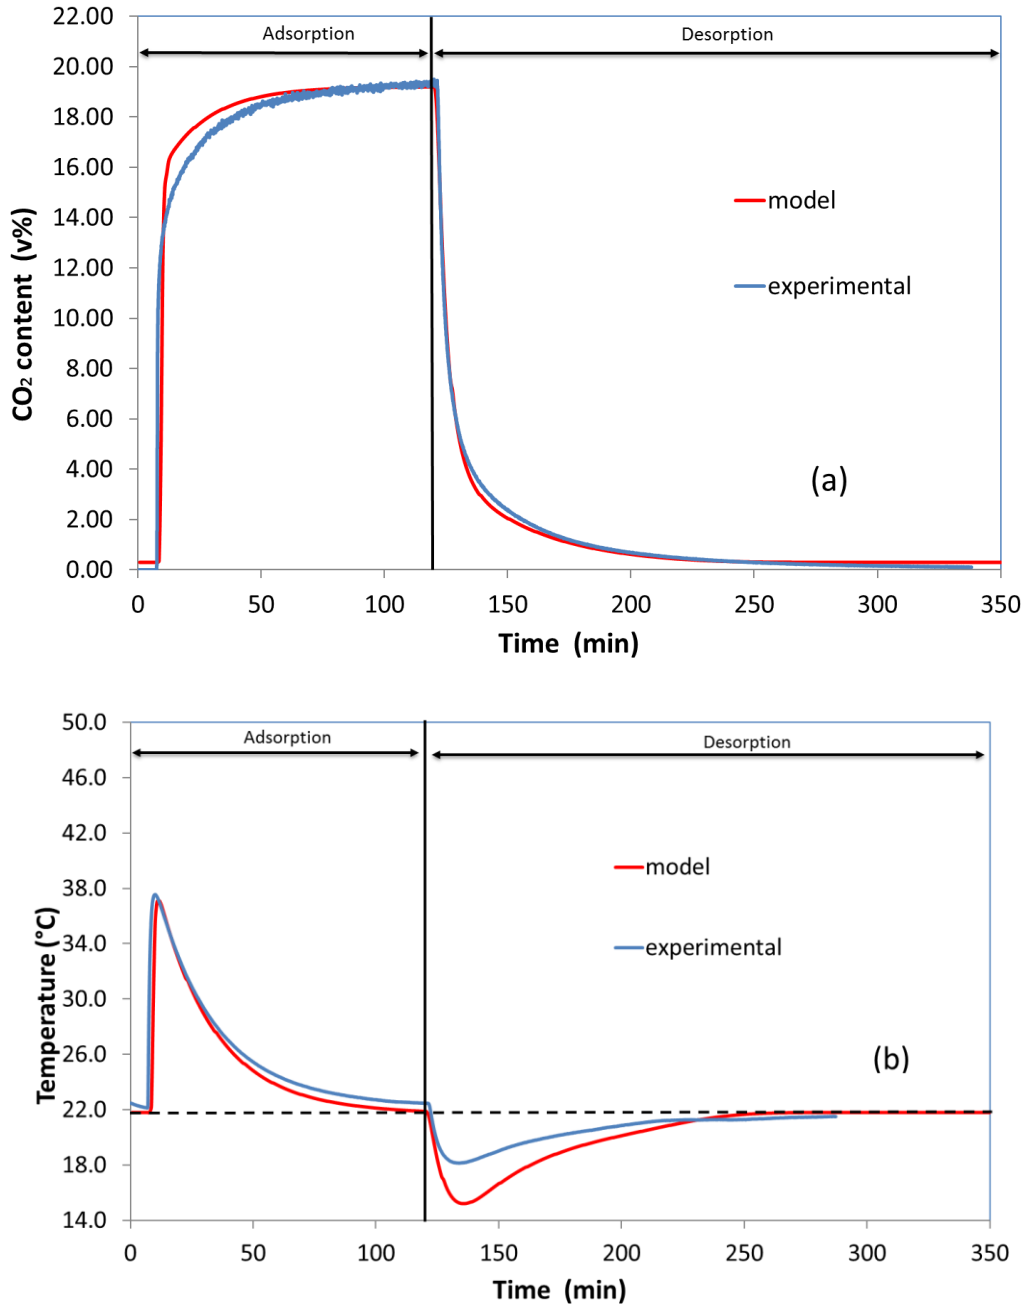 22.00
Adsorption
Desorption
20.00
18.00
16.00
model
14.00
12.00
experimental
10.00
8.00
6.00
4.00
(a)
2.00
0.00
CO₂ content (v%)
0 50 100 150 200 250 300 350
Time (min)
50.0
Adsorption
Desorption
46.0
42.0
model
38.0
34.0
experimental
30.0
26.0
(b)
22.0
18.0
14.0
Temperature (°C)
0 50 100 150 200 250 300 350
Time (min)